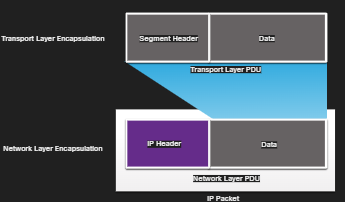 Transport Layer Encapsulation
Segment Header
Data
Transport Layer PDU
Network Layer Encapsulation
IP Header
Data
Network Layer PDU
IP Packet